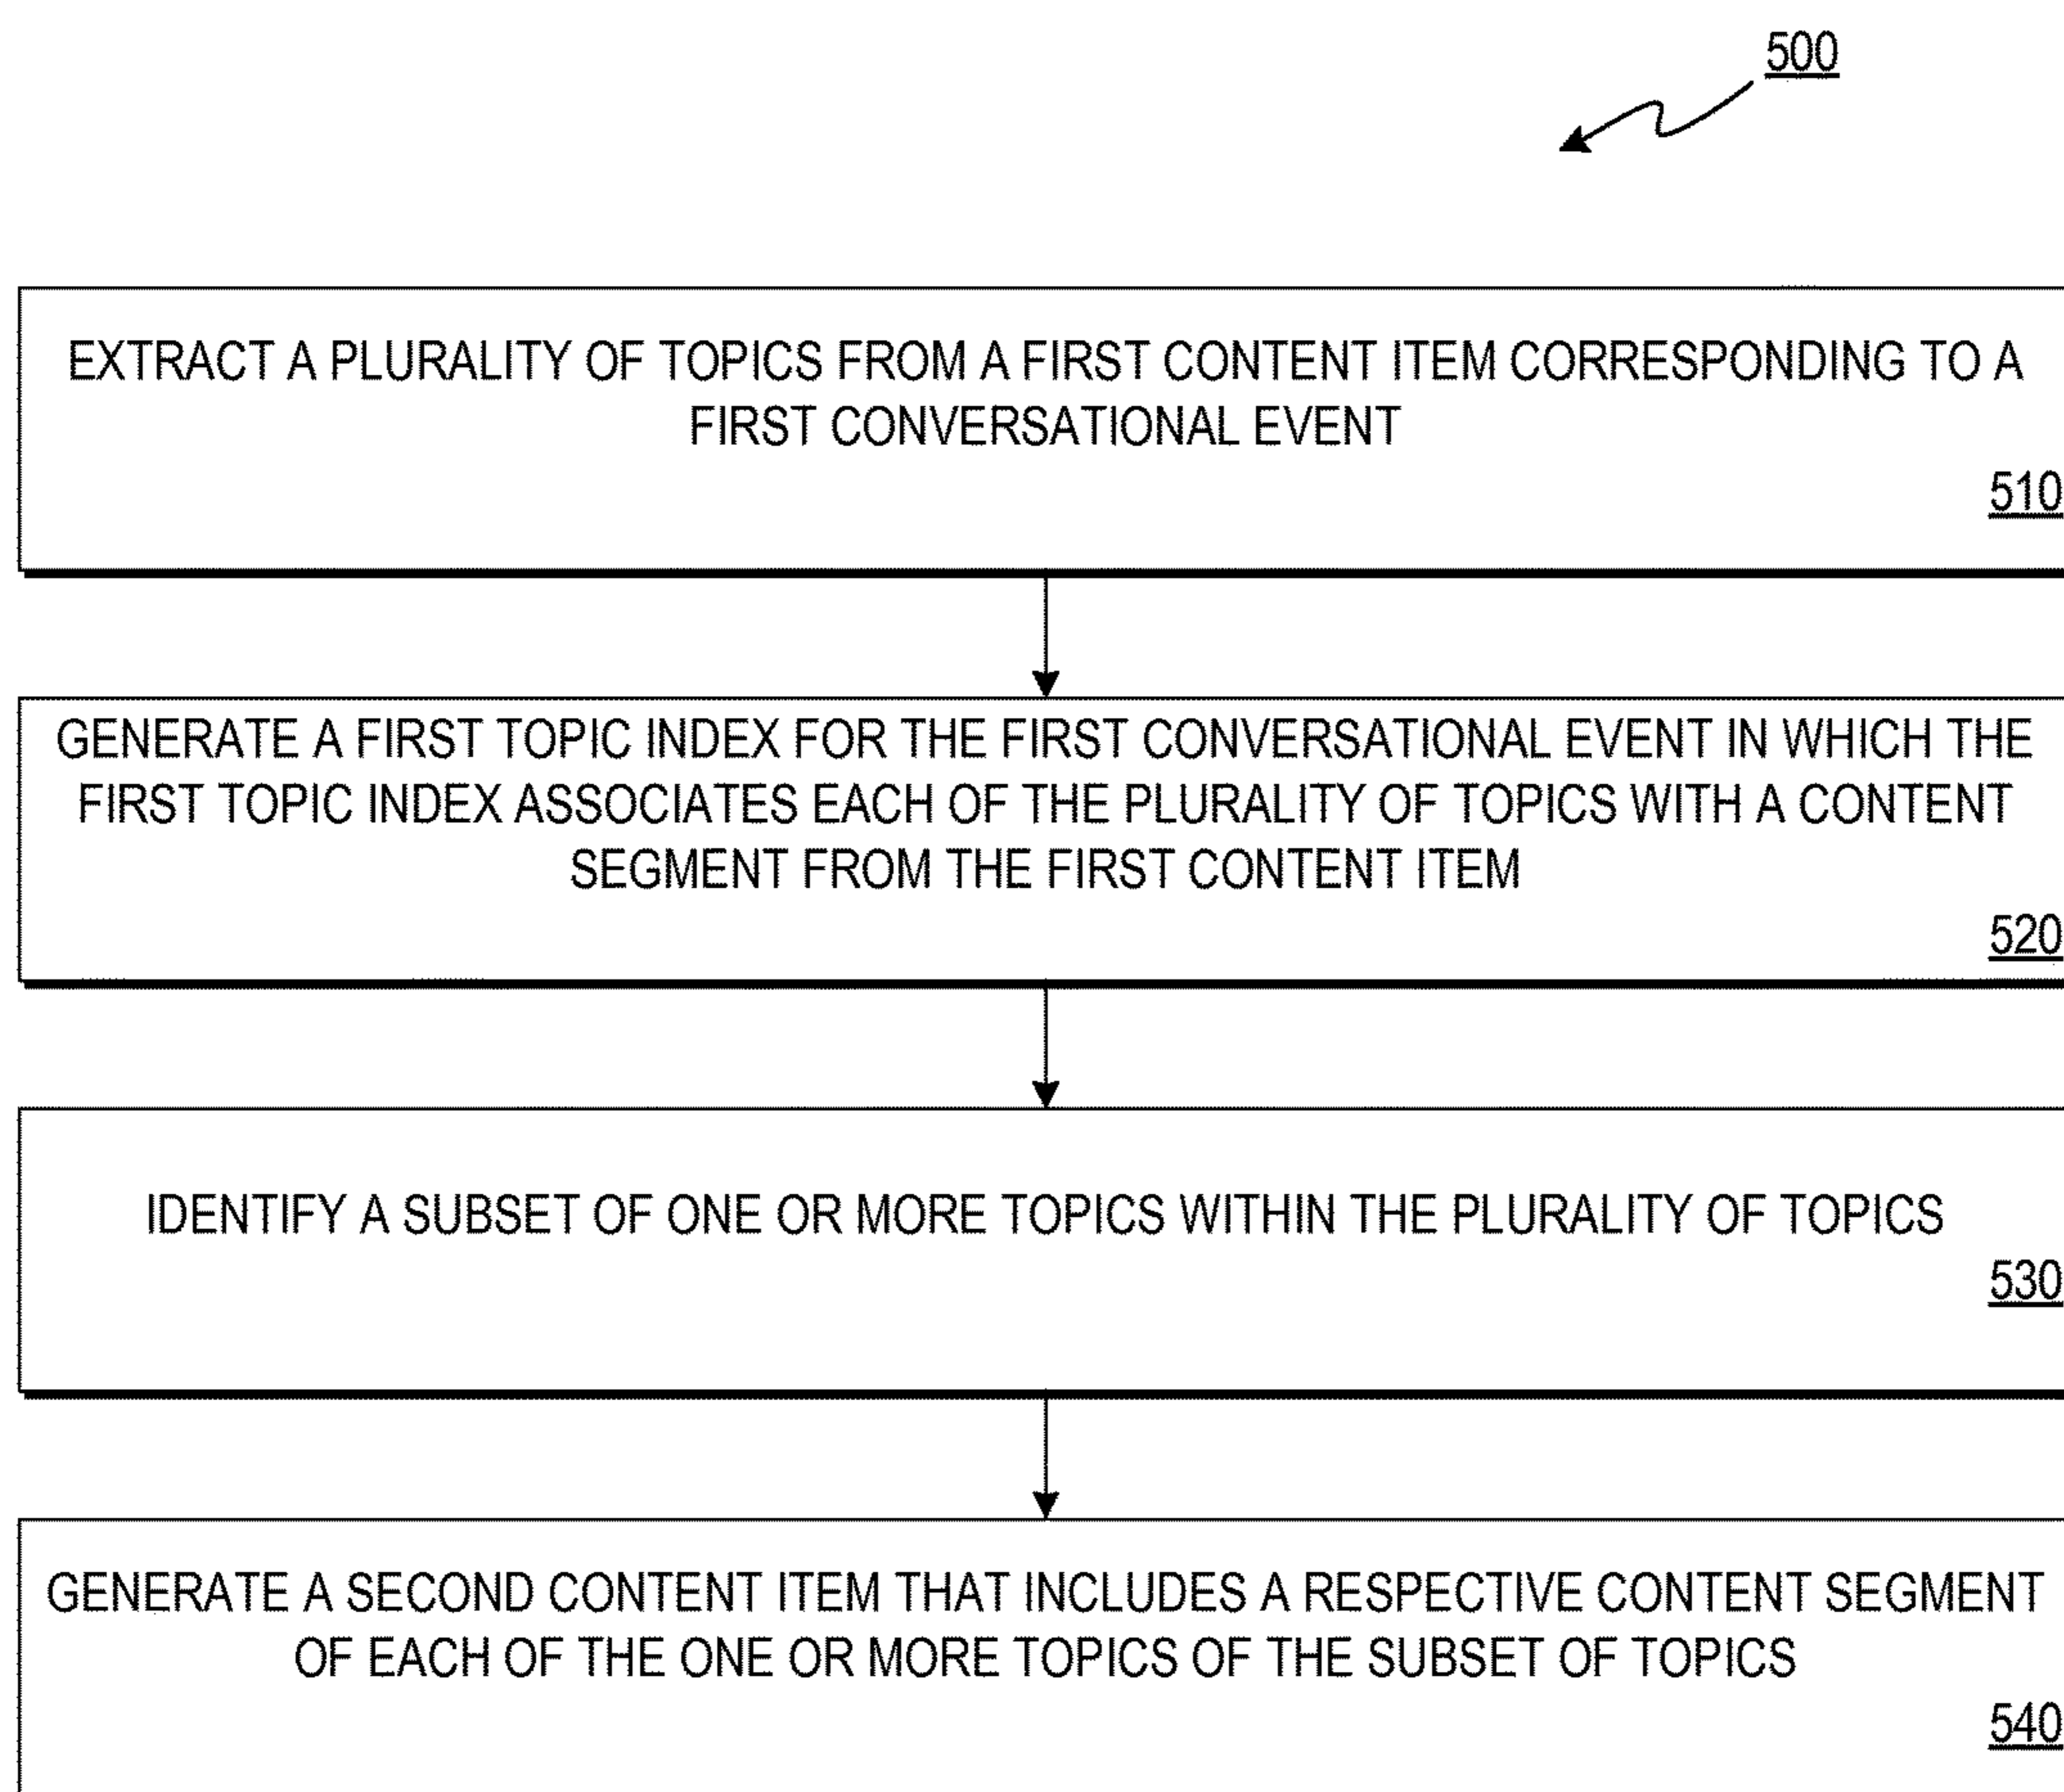 500
EXTRACT A PLURALITY OF TOPICS FROM A FIRST CONTENT ITEM CORRESPONDING TO A
FIRST CONVERSATIONAL EVENT
510
GENERATE A FIRST TOPIC INDEX FOR THE FIRST CONVERSATIONAL EVENT IN WHICH THE
FIRST TOPIC INDEX ASSOCIATES EACH OF THE PLURALITY OF TOPICS WITH A CONTENT
SEGMENT FROM THE FIRST CONTENT ITEM
520
IDENTIFY A SUBSET OF ONE OR MORE TOPICS WITHIN THE PLURALITY OF TOPICS
530
GENERATE A SECOND CONTENT ITEM THAT INCLUDES A RESPECTIVE CONTENT SEGMENT
OF EACH OF THE ONE OR MORE TOPICS OF THE SUBSET OF TOPICS
540